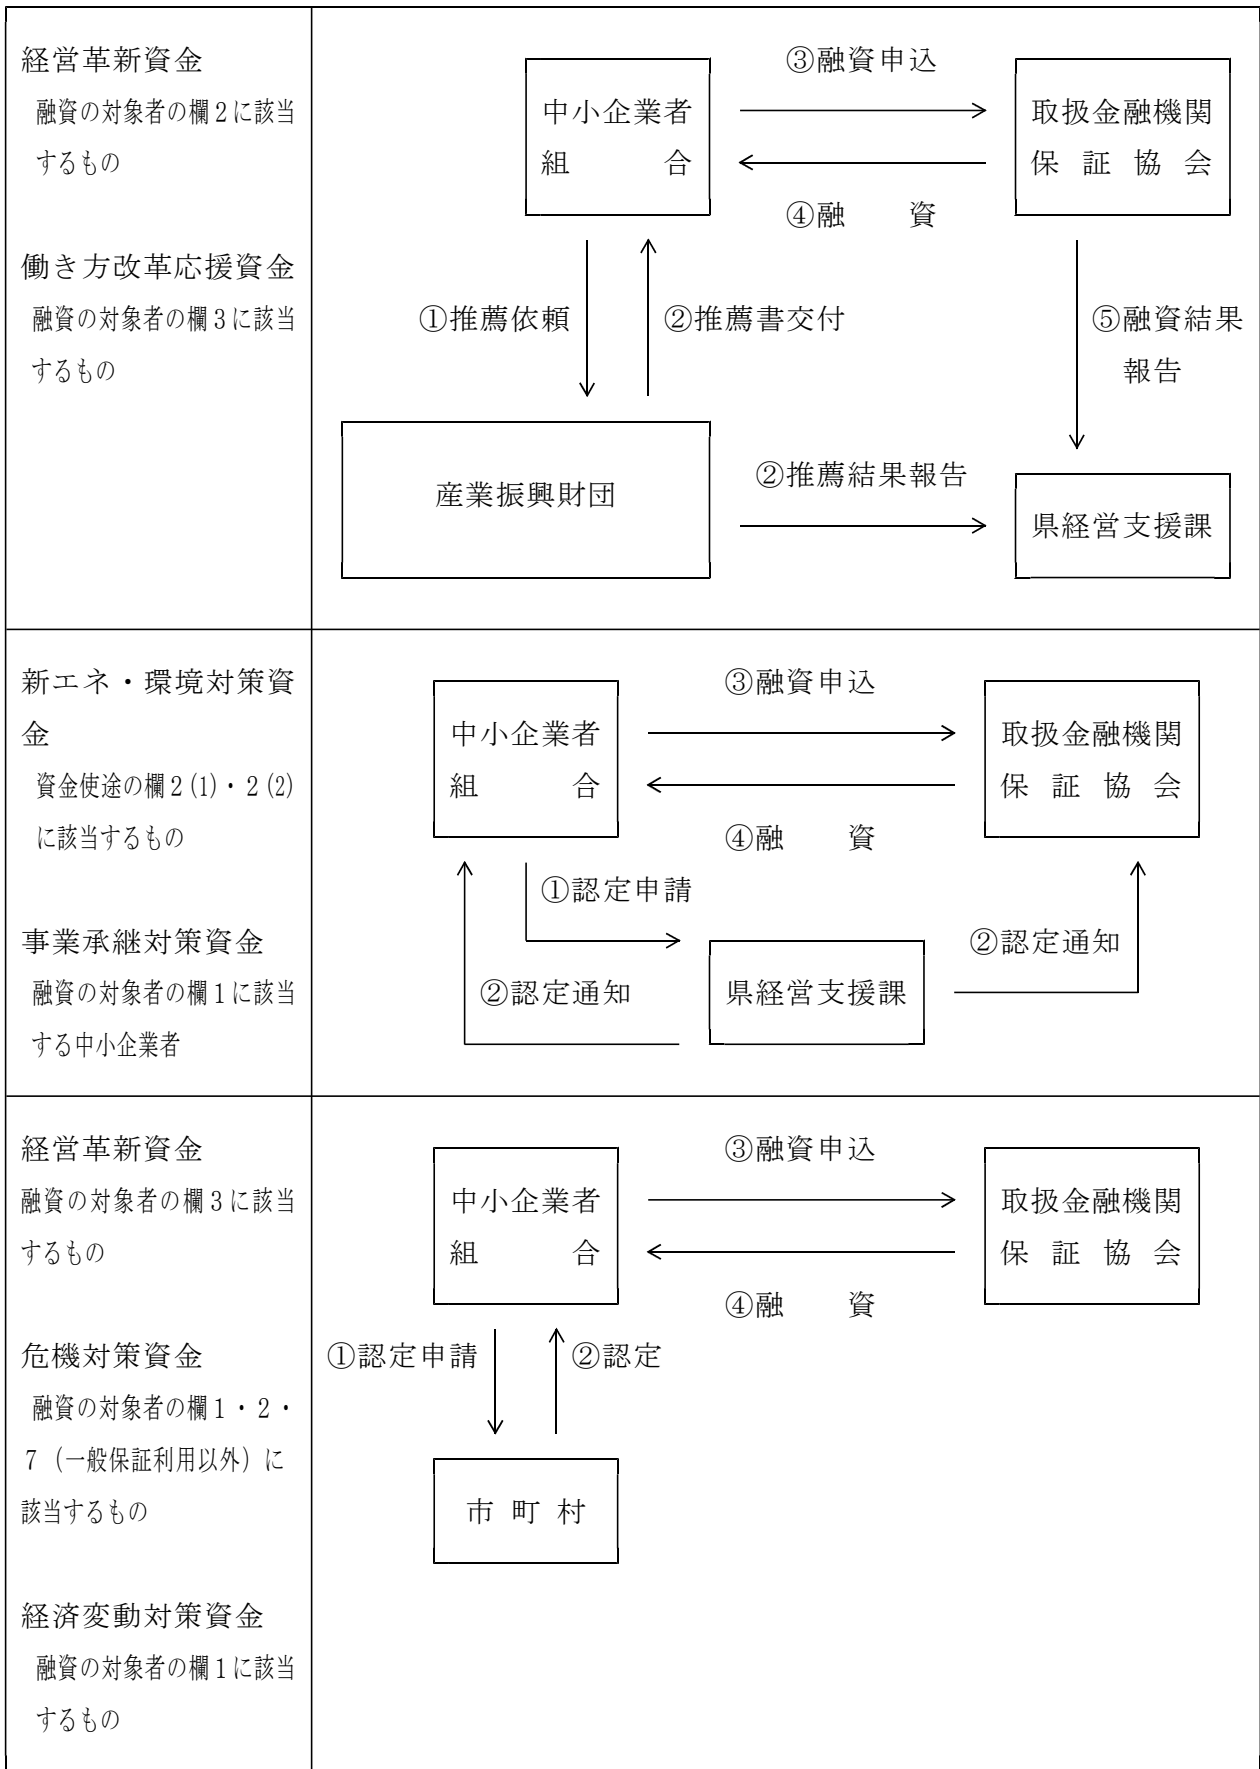 経営革新資金
融資の対象者の欄２に該当
するもの
働き方改革応援資金
融資の対象者の欄３に該当
するもの
③融資申込
中小企業者
組　　　合
取扱金融機関
保 証 協 会
④融　　資
①推薦依頼
②推薦書交付
⑤融資結果
報告
産業振興財団
②推薦結果報告
県経営支援課
新エネ・環境対策資
金
資金使途の欄２(1)・２(2)
に該当するもの
事業承継対策資金
融資の対象者の欄１に該当
する中小企業者
③融資申込
中小企業者
組　　　合
取扱金融機関
保 証 協 会
④融　　資
①認定申請
②認定通知
②認定通知
県経営支援課
経営革新資金
融資の対象者の欄３に該当
するもの
危機対策資金
融資の対象者の欄１・２・
７（一般保証利用以外）に
該当するもの
経済変動対策資金
融資の対象者の欄１に該当
するもの
③融資申込
中小企業者
組　　　合
取扱金融機関
保 証 協 会
④融　　資
①認定申請
②認定
市 町 村